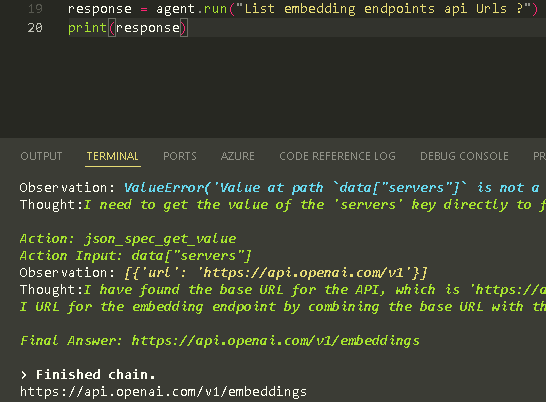 19 response = agent.run("List embedding endpoints api Urls ?")
20 print(response)
OUTPUT TERMINAL PORTS AZURE CODE REFERENCE LOG DEBUG CONSOLE PR
Observation: ValueError('Value at path `data["servers"]` is not a
Thought:I need to get the value of the 'servers' key directly to f
Action: json_spec_get_value
Action Input: data["servers"]
Observation: [{'url': 'https://api.openai.com/v1'}]
Thought:I have found the base URL for the API, which is 'https://a
I URL for the embedding endpoint by combining the base URL with th
Final Answer: https://api.openai.com/v1/embeddings
> Finished chain.
https://api.openai.com/v1/embeddings